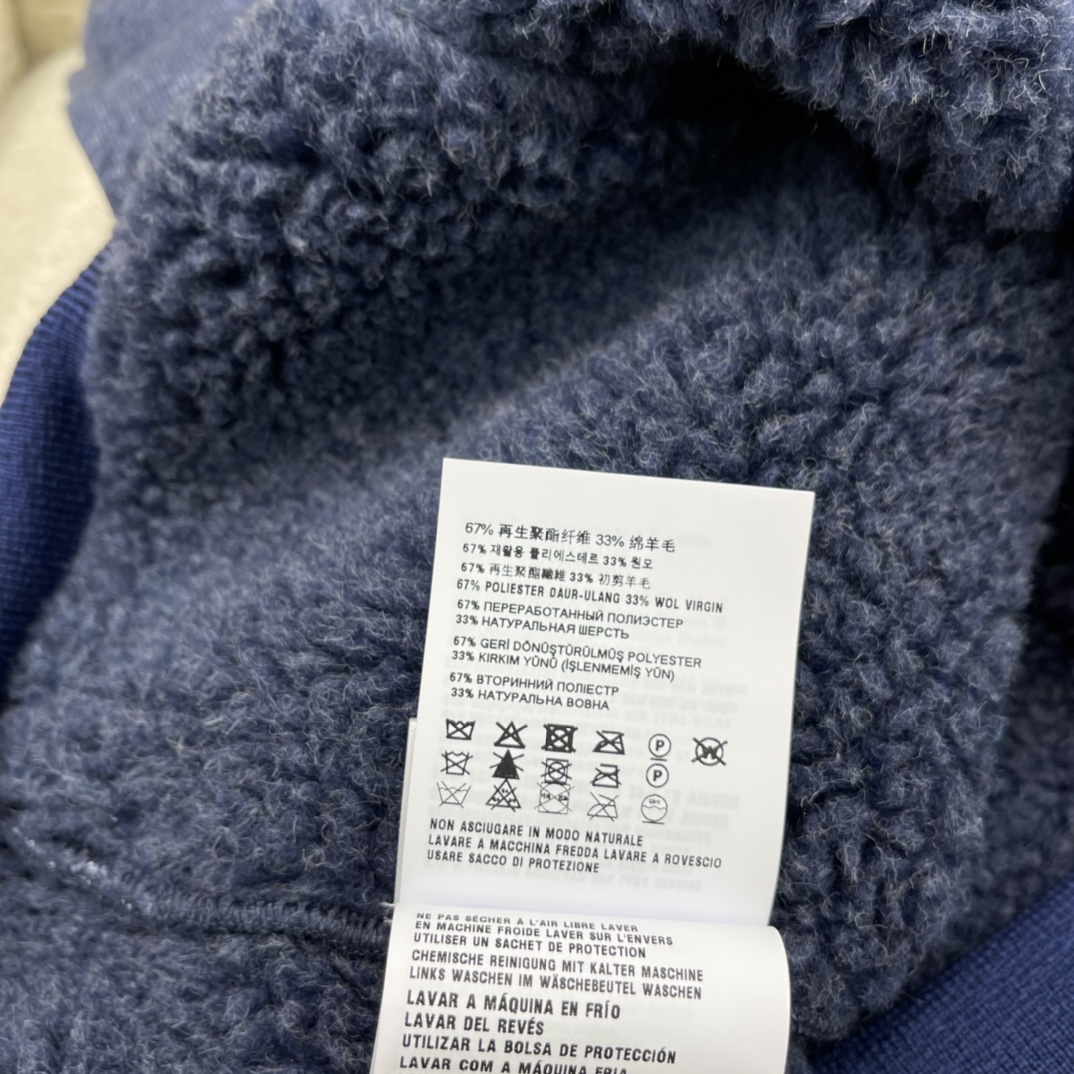 67% 再生聚酯纤维 33% 绵羊毛
67% 재활용 폴리에스테르 33% 원모
67% 再生聚酯纖維 33% 初剪羊毛
67% POLIESTER DAUR-ULANG 33% WOL VIRGIN
67% ПЕРЕРАБОТАННЫЙ ПОЛИЭСТЕР
33% НАТУРАЛЬНАЯ ШЕРСТЬ
67% GERİ DÖNÜŞTÜRÜLMÜŞ POLYESTER
33% KIRKIM YÜNÜ (İŞLENMEMİŞ YÜN)
67% ВТОРИННИЙ ПОЛІЕСТР
33% НАТУРАЛЬНА ВОВНА
P W
P
NON ASCIUGARE IN MODO NATURALE
LAVARE A MACCHINA FREDDA LAVARE A ROVESCIO
USARE SACCO DI PROTEZIONE
NE PAS SÉCHER À L'AIR LIBRE LAVER
EN MACHINE FROIDE LAVER SUR L'ENVERS
UTILISER UN SACHET DE PROTECTION
CHEMISCHE REINIGUNG MIT KALTER MASCHINE
LINKS WASCHEN IM WÄSCHEBEUTEL WASCHEN
LAVAR A MÁQUINA EN FRÍO
LAVAR DEL REVÉS
UTILIZAR LA BOLSA DE PROTECCIÓN
LAVAR COM A MÁQUINA FRIA